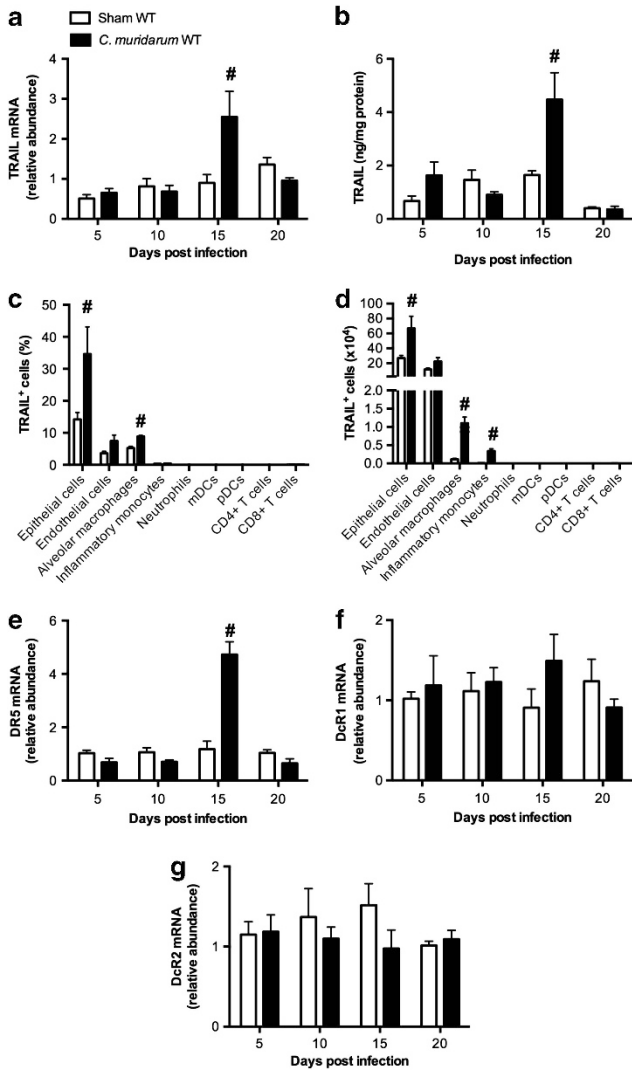 a
Sham WT
C. muridarum WT
TRAIL mRNA
(relative abundance)
4
3
2
1
0
#
5 10 15 20
Days post infection
b
TRAIL (ng/mg protein)
6
4
2
0
#
5 10 15 20
Days post infection
c
TRAIL+ cells (%)
50
40
30
20
10
0
# #
Epithelial cells
Endothelial cells
Alveolar macrophages
Inflammatory monocytes
Neutrophils
mDCs
pDCs
CD4+ T cells
CD8+ T cells
d
TRAIL+ cells (x10⁴)
100
80
60
40
20
2.0
1.5
1.0
0.5
0.0
# # #
Epithelial cells
Endothelial cells
Alveolar macrophages
Inflammatory monocytes
Neutrophils
mDCs
pDCs
CD4+ T cells
CD8+ T cells
e
DR5 mRNA
(relative abundance)
6
4
2
0
#
5 10 15 20
Days post infection
f
DcR1 mRNA
(relative abundance)
2
1
0
5 10 15 20
Days post infection
g
DcR2 mRNA
(relative abundance)
2
1
0
5 10 15 20
Days post infection